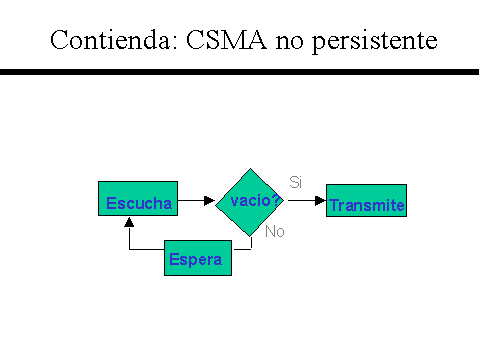 Contienda: CSMA no persistente
Escucha
vacio?
Si
Transmite
No
Espera